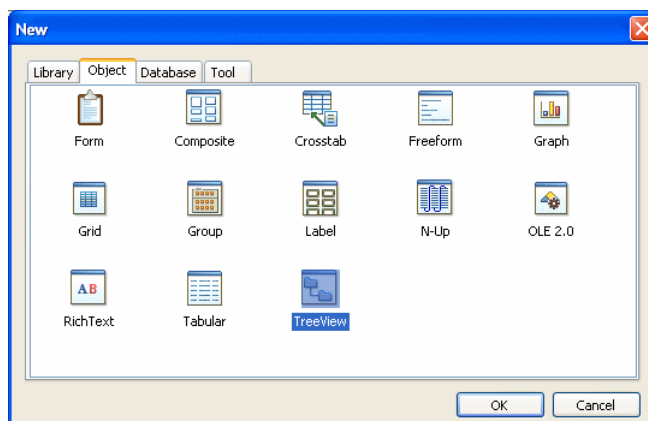 New
Library Object Database Tool
Form Composite Crosstab Freeform Graph
Grid Group Label N-Up OLE 2.0
AB
RichText Tabular TreeView
OK Cancel